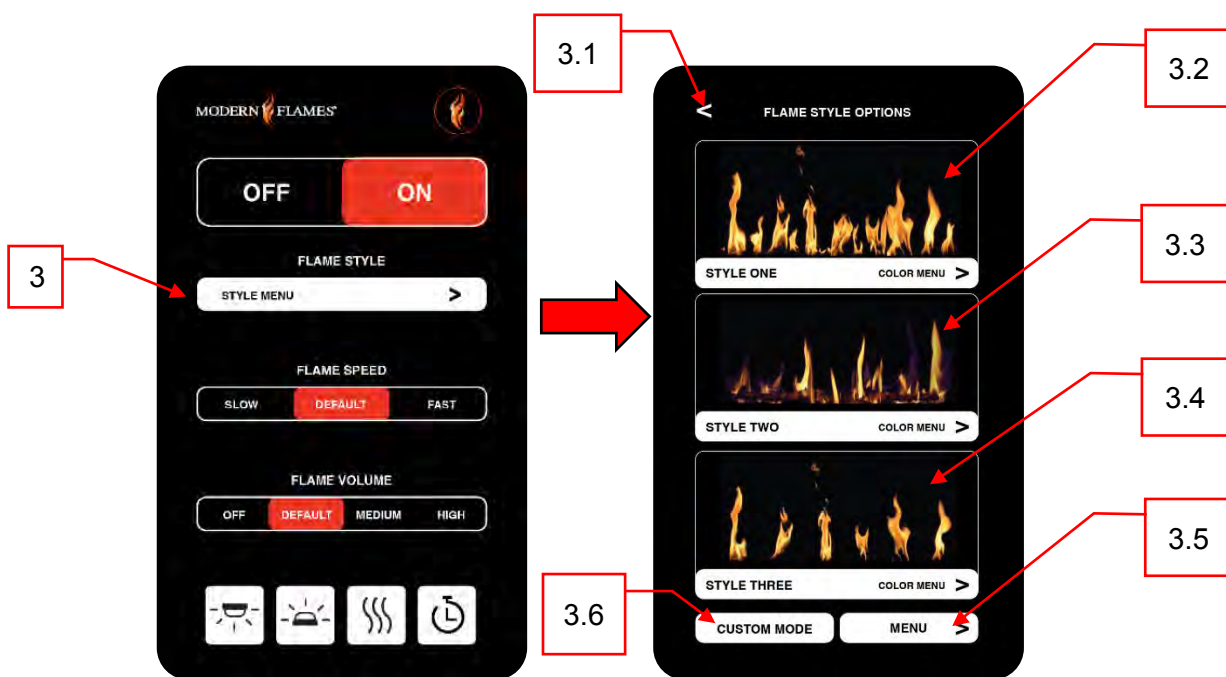 3.1
3.2
3.3
3
3.4
3.5
3.6
MODERN FLAMES®
OFF ON
FLAME STYLE
STYLE MENU >
FLAME SPEED
SLOW DEFAULT FAST
FLAME VOLUME
OFF DEFAULT MEDIUM HIGH
< FLAME STYLE OPTIONS
STYLE ONE COLOR MENU >
STYLE TWO COLOR MENU >
STYLE THREE COLOR MENU >
CUSTOM MODE MENU >